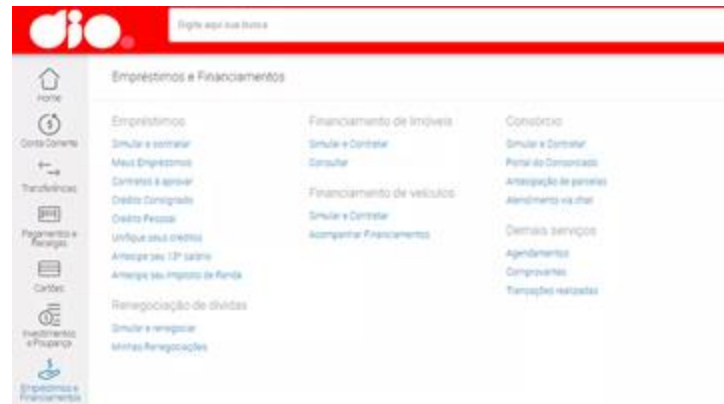 dio.
Digite aqui sua busca
Home
Conta Corrente
Transferências
Pagamentos e
Recargas
Cartões
Investimentos
e Poupança
Empréstimos e
Financiamentos
Empréstimos e Financiamentos
Empréstimos
Simular e contratar
Meus Empréstimos
Contratos a aprovar
Crédito Consignado
Crédito Pessoal
Unifique seus créditos
Antecipe seu 13º salário
Antecipe seu Imposto de Renda
Renegociação de dívidas
Simular e renegociar
Minhas Renegociações
Financiamento de Imóveis
Simular e Contratar
Consultar
Financiamento de veículos
Simular e Contratar
Acompanhar Financiamentos
Consórcio
Simular e Contratar
Portal do Consorciado
Antecipação de parcelas
Atendimento via chat
Demais serviços
Agendamentos
Comprovantes
Transações realizadas